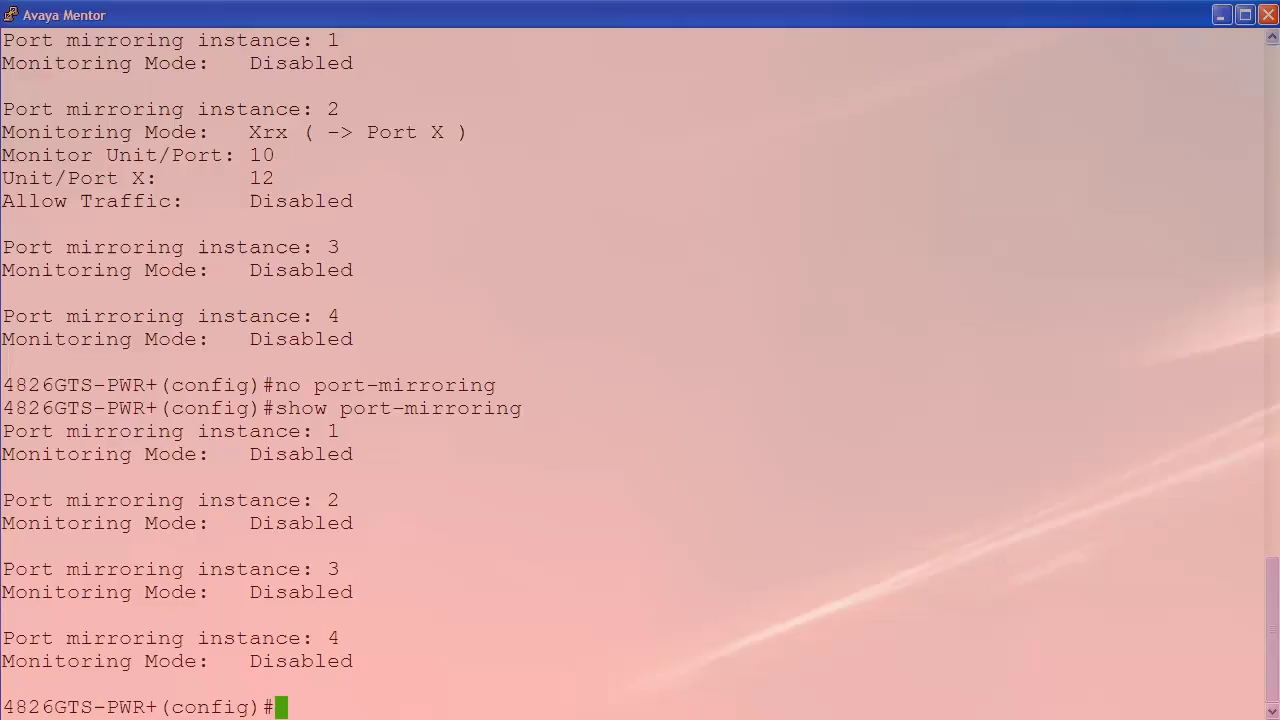 Avaya Mentor
Port mirroring instance: 1
Monitoring Mode:   Disabled
Port mirroring instance: 2
Monitoring Mode:   Xrx ( -> Port X )
Monitor Unit/Port: 10
Unit/Port X:       12
Allow Traffic:     Disabled
Port mirroring instance: 3
Monitoring Mode:   Disabled
Port mirroring instance: 4
Monitoring Mode:   Disabled
4826GTS-PWR+(config)#no port-mirroring
4826GTS-PWR+(config)#show port-mirroring
Port mirroring instance: 1
Monitoring Mode:   Disabled
Port mirroring instance: 2
Monitoring Mode:   Disabled
Port mirroring instance: 3
Monitoring Mode:   Disabled
Port mirroring instance: 4
Monitoring Mode:   Disabled
4826GTS-PWR+(config)#